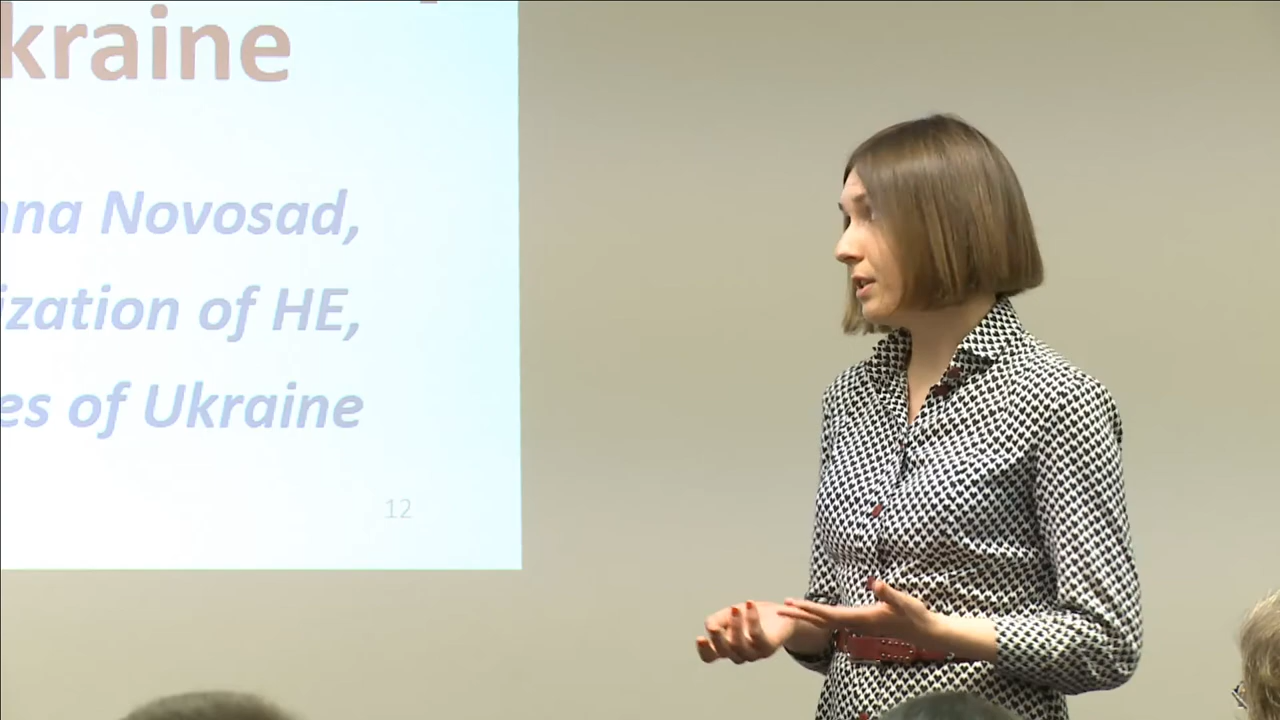 kraine
nna Novosad,
ization of HE,
es of Ukraine
12